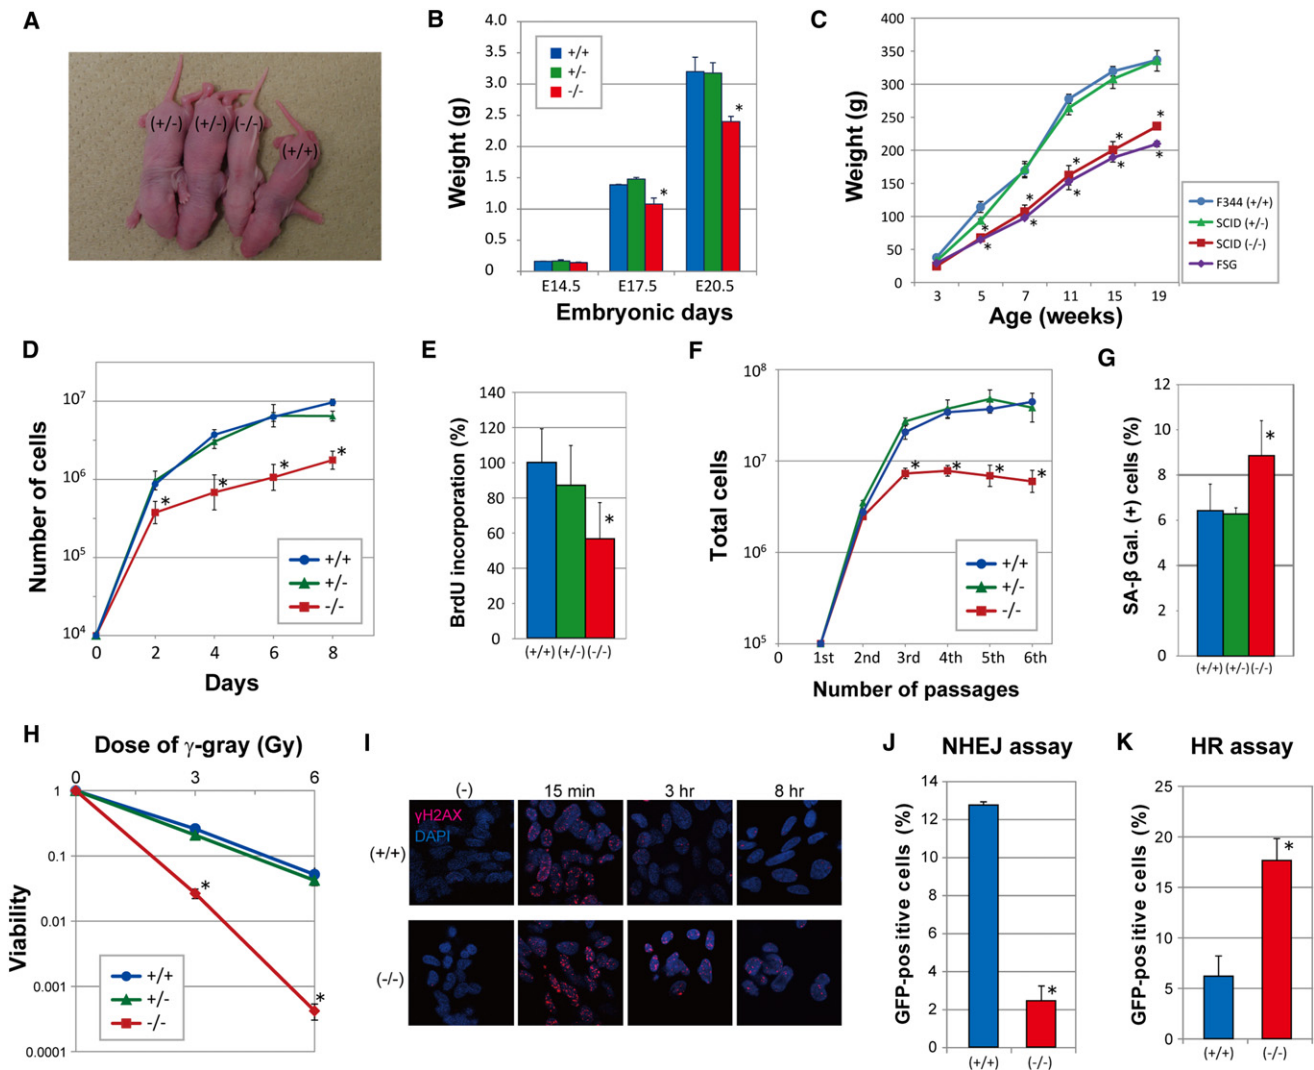 A
(+/-) (+/-) (-/-) (+/+)
B
Weight (g)
4.0
3.5
3.0
2.5
2.0
1.5
1.0
0.5
0
+/+
+/-
-/-
*
*
E14.5 E17.5 E20.5
Embryonic days
C
Weight (g)
400
350
300
250
200
150
100
50
0
* * * * *
* * * * *
3 5 7 11 15 19
Age (weeks)
F344 (+/+)
SCID (+/-)
SCID (-/-)
FSG
D
Number of cells
10⁷
10⁶
10⁵
10⁴
* * * *
+/+
+/-
-/-
0 2 4 6 8
Days
E
BrdU incorporation (%)
140
120
100
80
60
40
20
0
*
(+/+) (+/-) (-/-)
F
Total cells
10⁸
10⁷
10⁶
10⁵
* * * *
+/+
+/-
-/-
0 1st 2nd 3rd 4th 5th 6th
Number of passages
G
SA-β Gal. (+) cells (%)
12
10
8
6
4
2
0
*
(+/+) (+/-) (-/-)
H
Dose of γ-gray (Gy)
0 3 6
Viability
1
0.1
0.01
0.001
0.0001
*
*
+/+
+/-
-/-
I
(-) 15 min 3 hr 8 hr
γH2AX
DAPI
(+/+)
(-/-)
J
NHEJ assay
GFP-positive cells (%)
14
12
10
8
6
4
2
0
*
(+/+) (-/-)
K
HR assay
GFP-positive cells (%)
25
20
15
10
5
0
*
(+/+) (-/-)